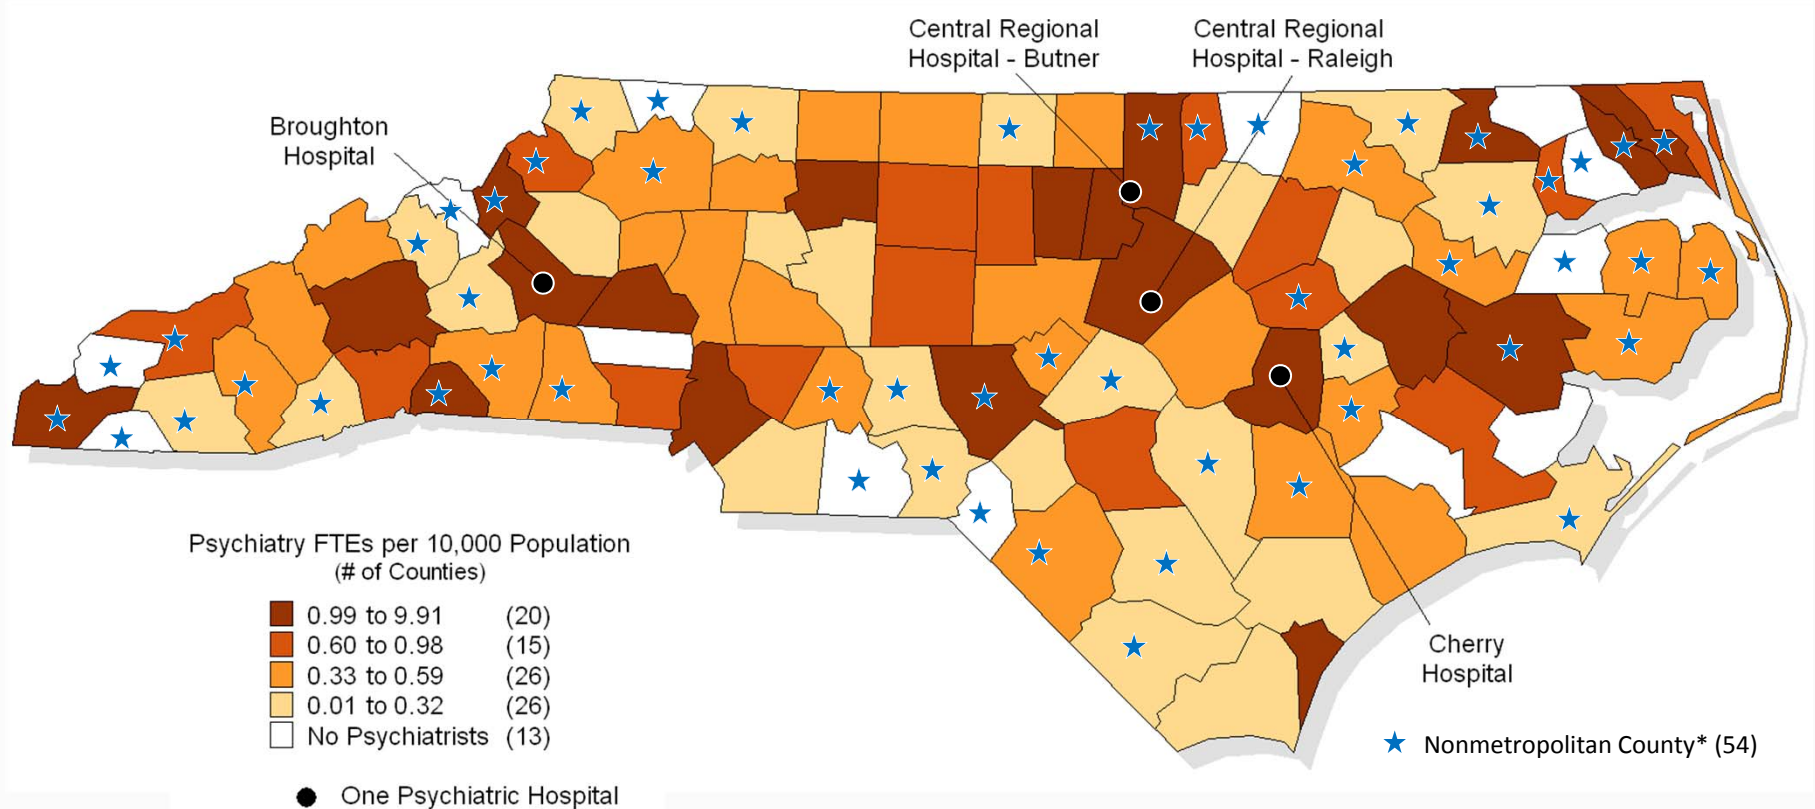 Central Regional
Hospital - Butner
Central Regional
Hospital - Raleigh
Broughton
Hospital
Psychiatry FTEs per 10,000 Population
(# of Counties)
0.99 to 9.91 (20)
0.60 to 0.98 (15)
0.33 to 0.59 (26)
0.01 to 0.32 (26)
No Psychiatrists (13)
One Psychiatric Hospital
Cherry
Hospital
Nonmetropolitan County* (54)